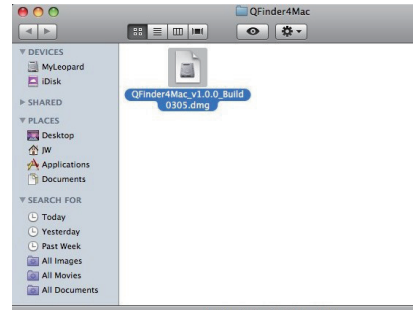 QFinder4Mac
DEVICES
MyLeopard
iDisk
SHARED
PLACES
Desktop
JW
Applications
Documents
SEARCH FOR
Today
Yesterday
Past Week
All Images
All Movies
All Documents
QFinder4Mac_v1.0.0_Build
0305.dmg